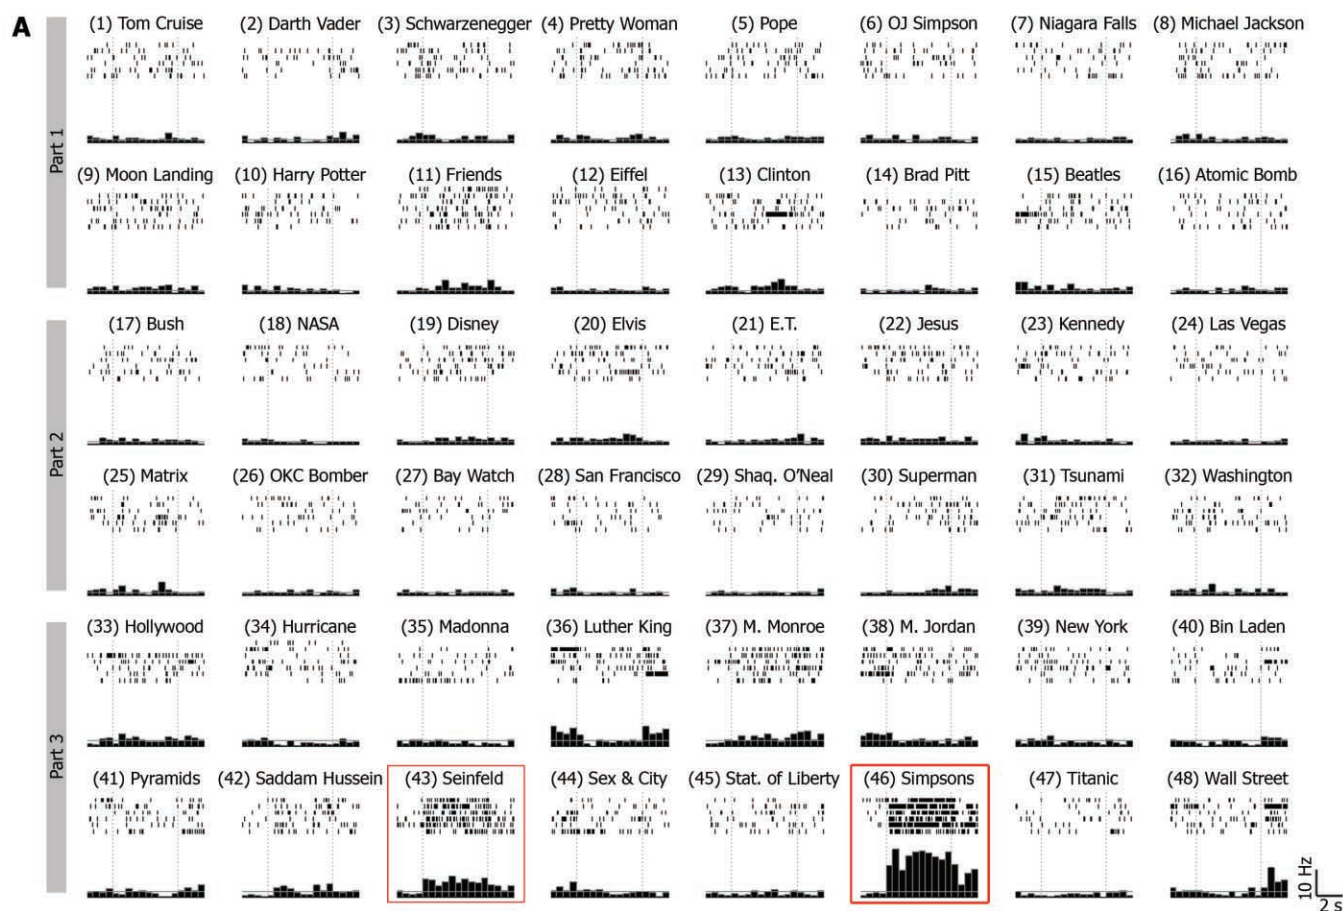 A
Part 1
(1) Tom Cruise
(2) Darth Vader
(3) Schwarzenegger
(4) Pretty Woman
(5) Pope
(6) OJ Simpson
(7) Niagara Falls
(8) Michael Jackson
(9) Moon Landing
(10) Harry Potter
(11) Friends
(12) Eiffel
(13) Clinton
(14) Brad Pitt
(15) Beatles
(16) Atomic Bomb
Part 2
(17) Bush
(18) NASA
(19) Disney
(20) Elvis
(21) E.T.
(22) Jesus
(23) Kennedy
(24) Las Vegas
(25) Matrix
(26) OKC Bomber
(27) Bay Watch
(28) San Francisco
(29) Shaq. O'Neal
(30) Superman
(31) Tsunami
(32) Washington
Part 3
(33) Hollywood
(34) Hurricane
(35) Madonna
(36) Luther King
(37) M. Monroe
(38) M. Jordan
(39) New York
(40) Bin Laden
(41) Pyramids
(42) Saddam Hussein
(43) Seinfeld
(44) Sex & City
(45) Stat. of Liberty
(46) Simpsons
(47) Titanic
(48) Wall Street
10 Hz
2 s